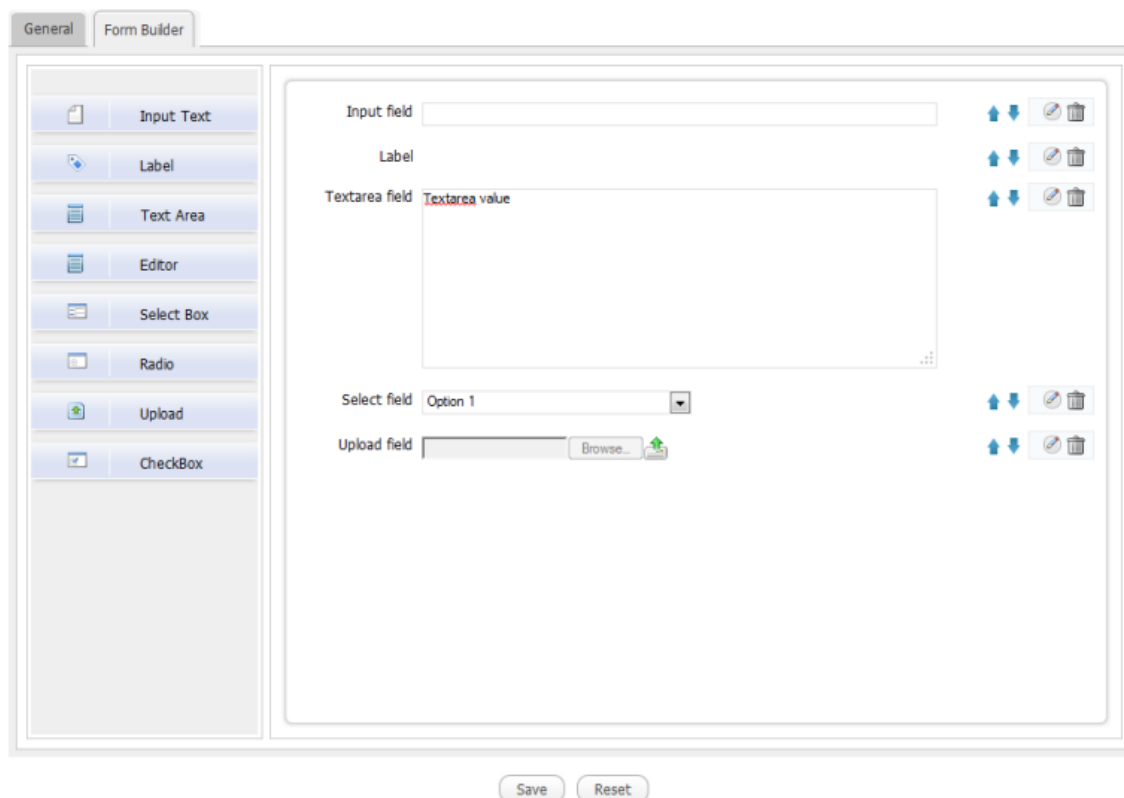 General
Form Builder
Input Text
Label
Text Area
Editor
Select Box
Radio
Upload
CheckBox
Input field
Label
Textarea field
Textarea value
Select field
Option 1
Upload field
Browse...
Save
Reset